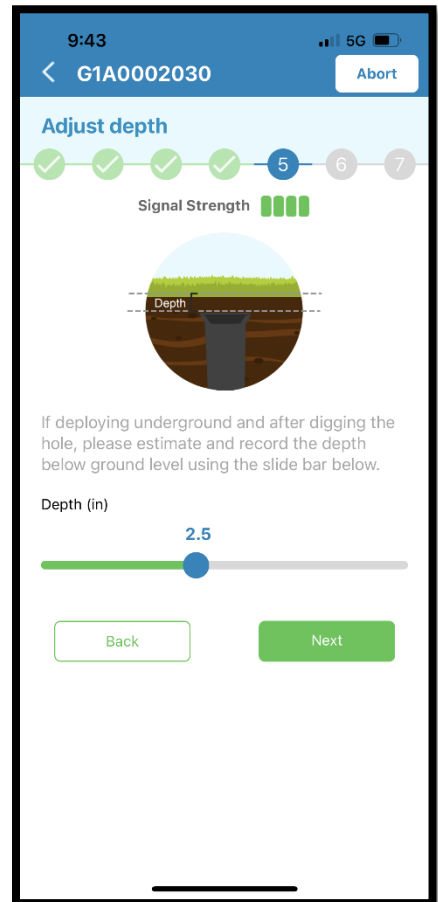 9:43
5G
G1A0002030
Abort
Adjust depth
5
6
7
Signal Strength
Depth
If deploying underground and after digging the
hole, please estimate and record the depth
below ground level using the slide bar below.
Depth (in)
2.5
Back
Next